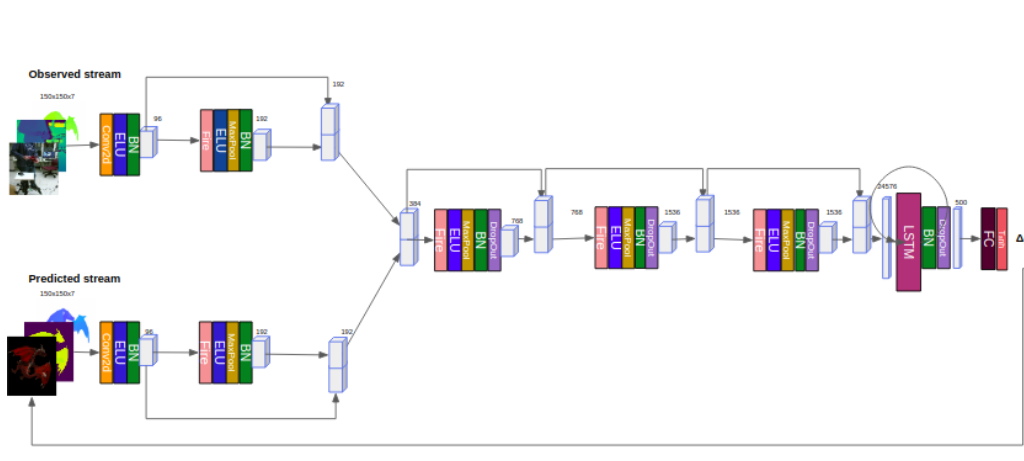 Observed stream
150x150x7
Conv2d
ELU
BN
96
Fire
ELU
MaxPool
BN
192
192
384
Fire
ELU
MaxPool
BN
DropOut
768
768
Fire
ELU
MaxPool
BN
DropOut
1536
1536
Fire
ELU
MaxPool
BN
DropOut
1536
24576
LSTM
BN
DropOut
500
FC
Tanh
Δ
Predicted stream
150x150x7
Conv2d
ELU
BN
96
Fire
ELU
MaxPool
BN
192
192